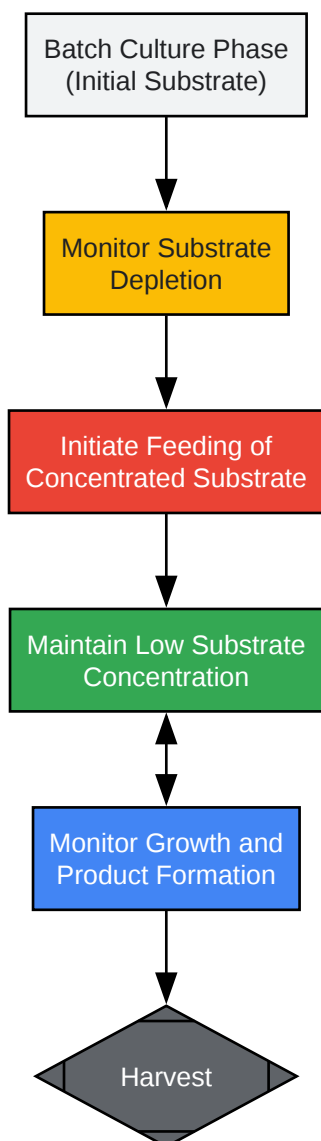 Batch Culture Phase
(Initial Substrate)
Monitor Substrate
Depletion
Initiate Feeding of
Concentrated Substrate
Maintain Low Substrate
Concentration
Monitor Growth and
Product Formation
Harvest